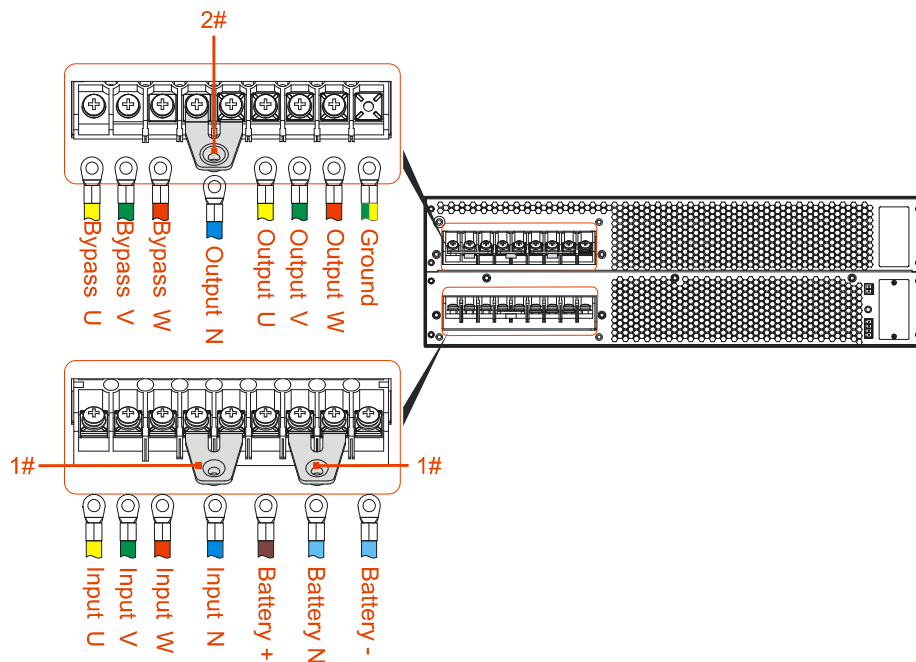 2#
Bypass U
Bypass V
Bypass W
Output N
Output U
Output V
Output W
Ground
1#
1#
Input U
Input V
Input W
Input N
Battery +
Battery N
Battery -